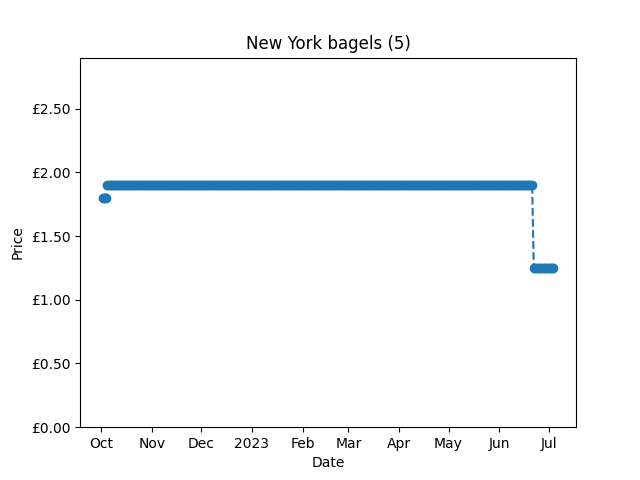 New York bagels (5)
£2.50
£2.00
£1.50
£1.00
£0.50
£0.00
Price
Oct Nov Dec 2023 Feb Mar Apr May Jun Jul
Date